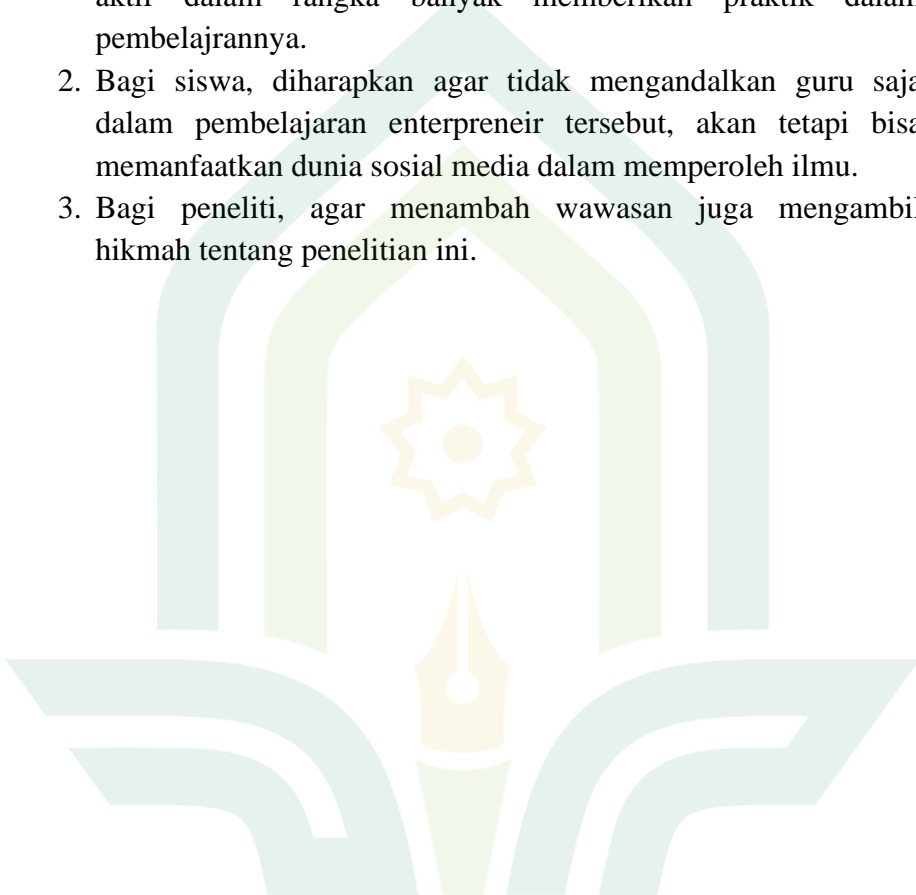 aktif dalam rangka banyak memberikan praktik dalam
pembelajrannya.
2. Bagi siswa, diharapkan agar tidak mengandalkan guru saja
dalam pembelajaran enterpreneir tersebut, akan tetapi bisa
memanfaatkan dunia sosial media dalam memperoleh ilmu.
3. Bagi peneliti, agar menambah wawasan juga mengambil
hikmah tentang penelitian ini.